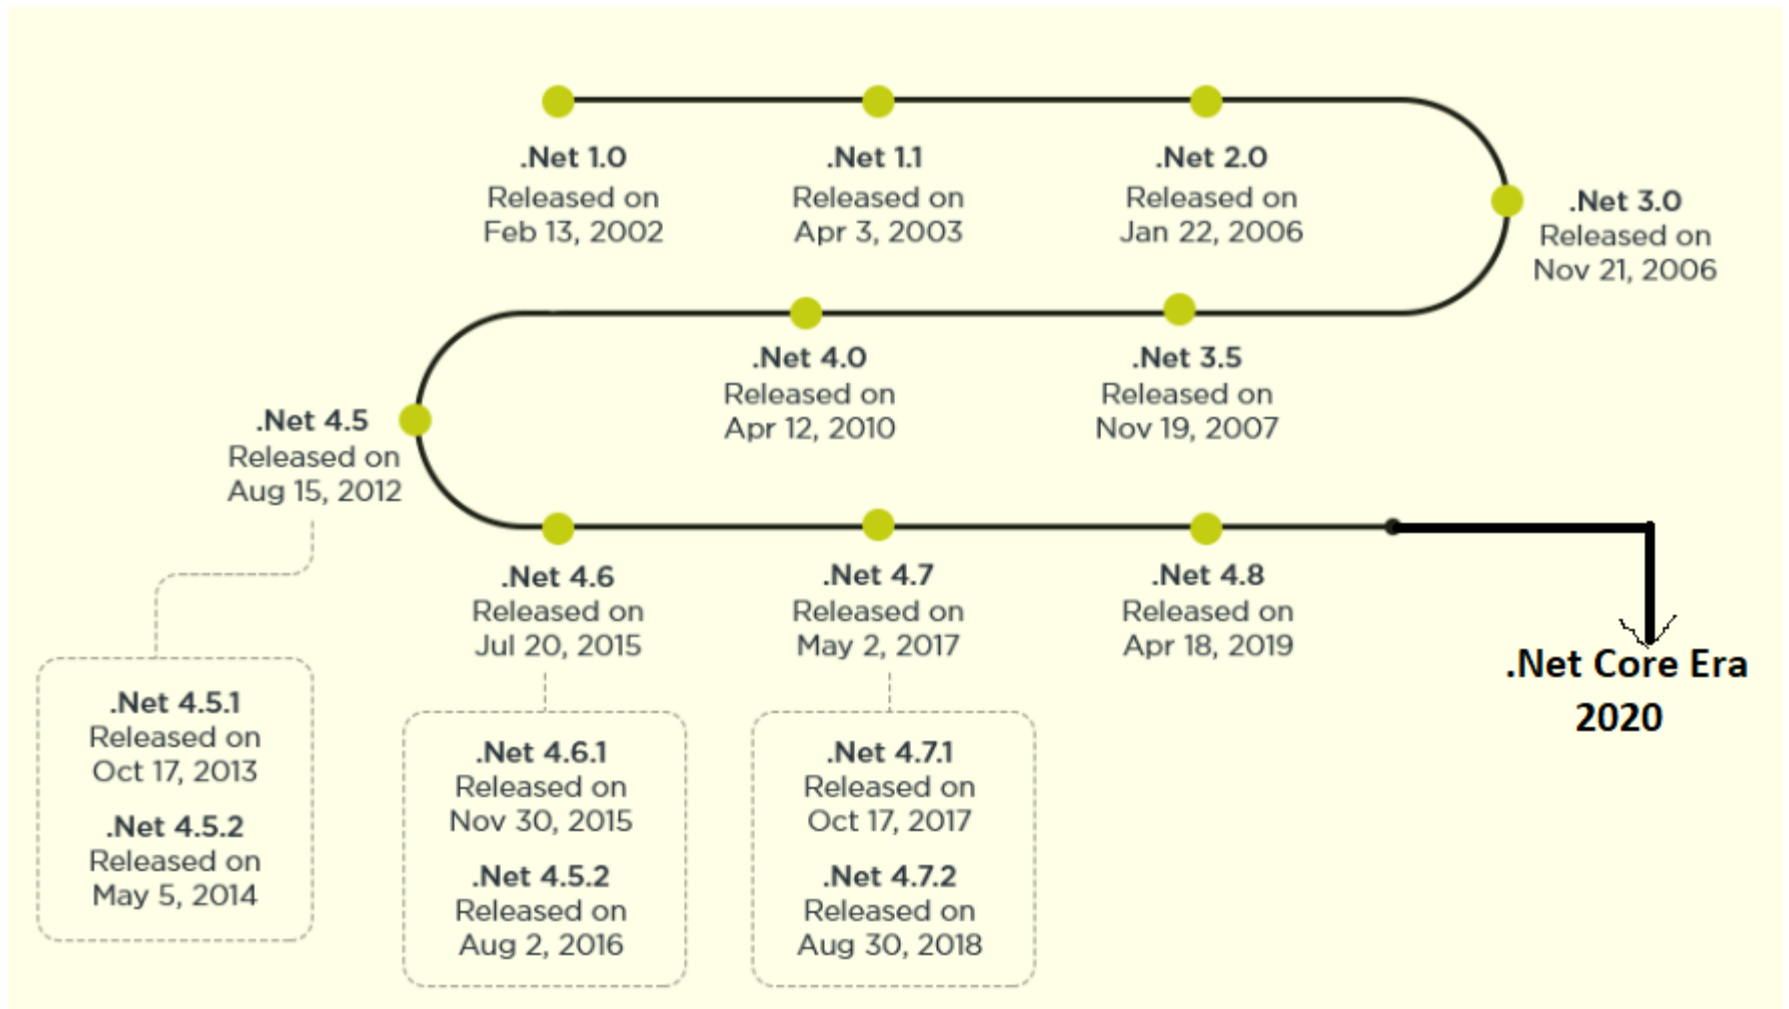 .Net 1.0
Released on
Feb 13, 2002
.Net 1.1
Released on
Apr 3, 2003
.Net 2.0
Released on
Jan 22, 2006
.Net 3.0
Released on
Nov 21, 2006
.Net 3.5
Released on
Nov 19, 2007
.Net 4.0
Released on
Apr 12, 2010
.Net 4.5
Released on
Aug 15, 2012
.Net 4.5.1
Released on
Oct 17, 2013
.Net 4.5.2
Released on
May 5, 2014
.Net 4.6
Released on
Jul 20, 2015
.Net 4.6.1
Released on
Nov 30, 2015
.Net 4.5.2
Released on
Aug 2, 2016
.Net 4.7
Released on
May 2, 2017
.Net 4.7.1
Released on
Oct 17, 2017
.Net 4.7.2
Released on
Aug 30, 2018
.Net 4.8
Released on
Apr 18, 2019
.Net Core Era
2020